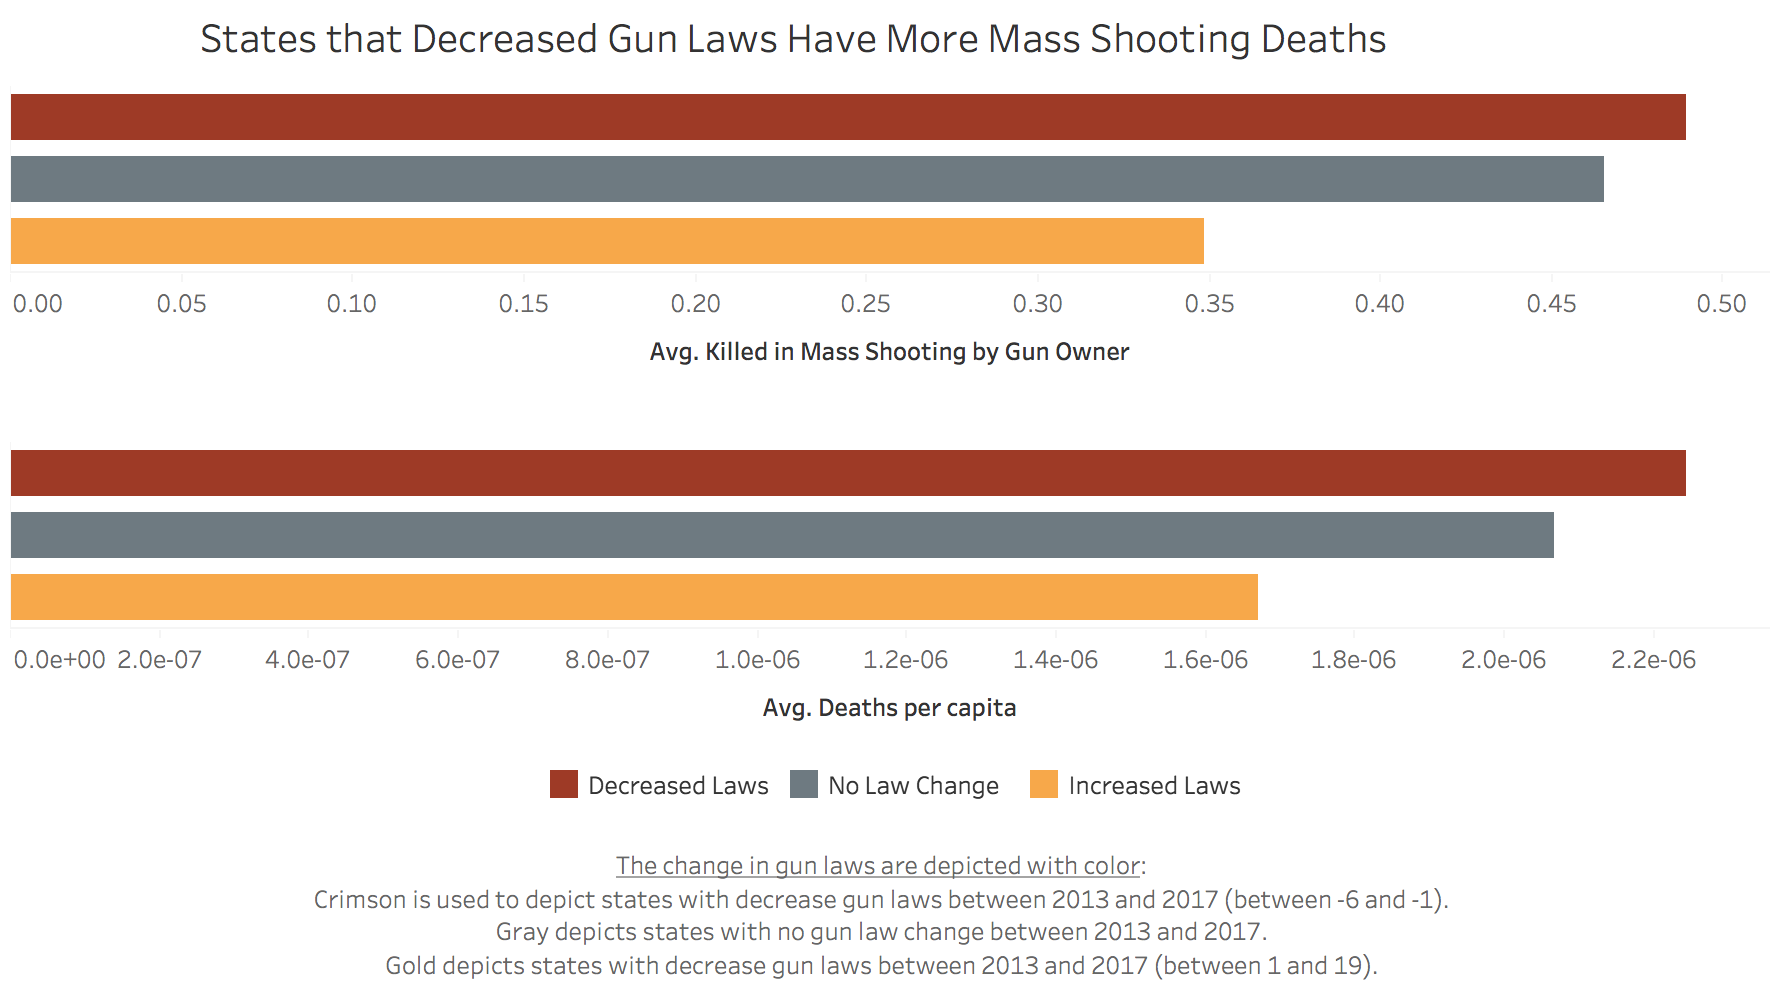 States that Decreased Gun Laws Have More Mass Shooting Deaths
0.00 0.05 0.10 0.15 0.20 0.25 0.30 0.35 0.40 0.45 0.50
Avg. Killed in Mass Shooting by Gun Owner
0.0e+00 2.0e-07 4.0e-07 6.0e-07 8.0e-07 1.0e-06 1.2e-06 1.4e-06 1.6e-06 1.8e-06 2.0e-06 2.2e-06
Avg. Deaths per capita
Decreased Laws No Law Change Increased Laws
The change in gun laws are depicted with color:
Crimson is used to depict states with decrease gun laws between 2013 and 2017 (between -6 and -1).
Gray depicts states with no gun law change between 2013 and 2017.
Gold depicts states with decrease gun laws between 2013 and 2017 (between 1 and 19).